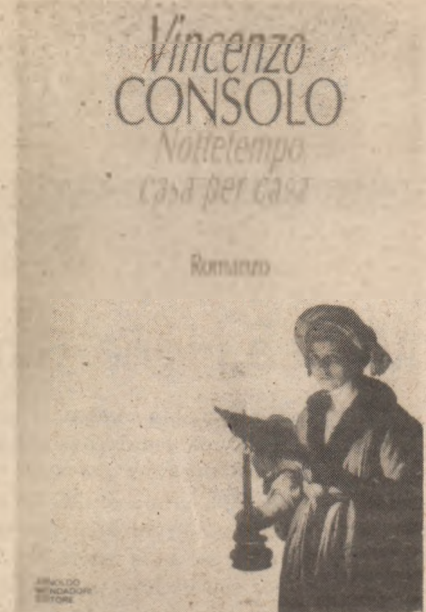 Vincenzo
CONSOLO
Nottetempo
casa per casa
Romanzo
ARNOLDO
MONDADORI
EDITORE